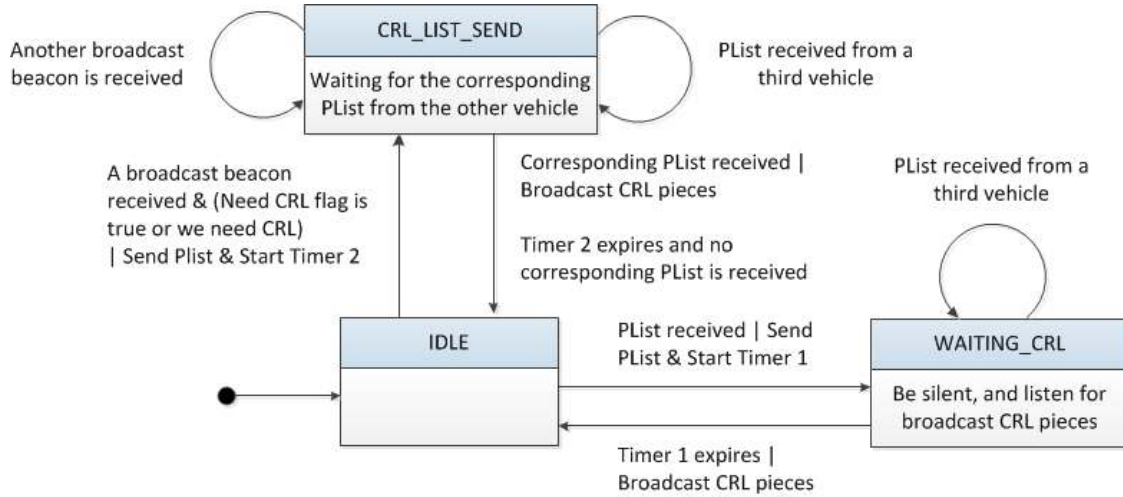 CRL_LIST_SEND
Waiting for the corresponding
PList from the other vehicle
Another broadcast
beacon is received
PList received from a
third vehicle
A broadcast beacon
received & (Need CRL flag is
true or we need CRL)
| Send Plist & Start Timer 2
Corresponding PList received |
Broadcast CRL pieces
Timer 2 expires and no
corresponding PList is received
PList received from a
third vehicle
IDLE
PList received | Send
PList & Start Timer 1
WAITING_CRL
Be silent, and listen for
broadcast CRL pieces
Timer 1 expires |
Broadcast CRL pieces